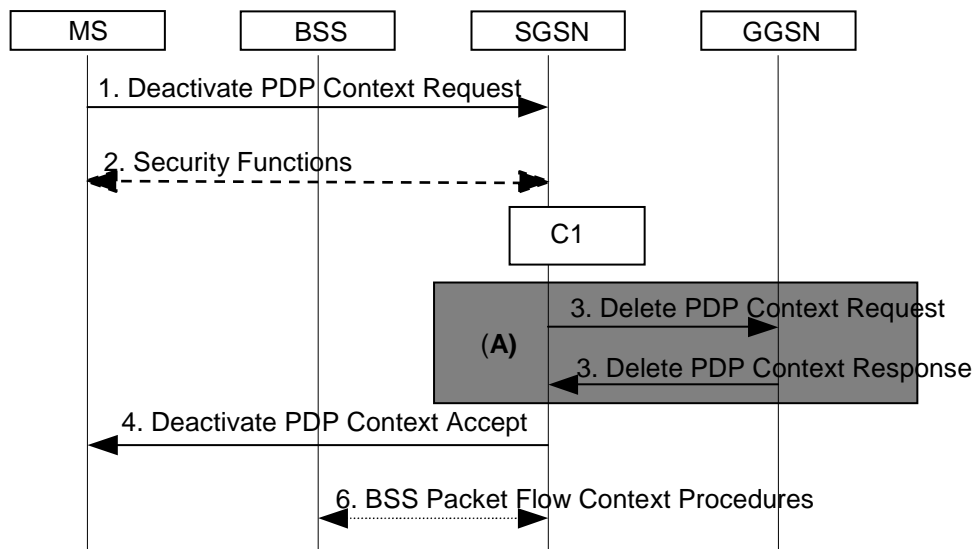 MS BSS SGSN GGSN
1. Deactivate PDP Context Request
2. Security Functions
C1
3. Delete PDP Context Request
(A)
3. Delete PDP Context Response
4. Deactivate PDP Context Accept
6. BSS Packet Flow Context Procedures